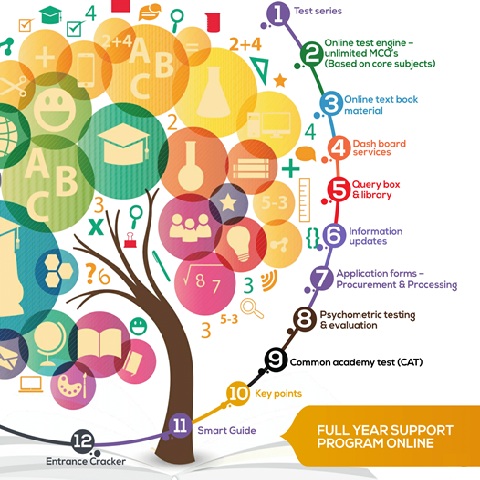 1
Test series
2
Online test engine -
unlimited MCQ's
(Based on core subjects)
3
Online text book
material
4
Dash board
services
5
Query box
& library
6
Information
updates
7
Application forms -
Procurement & Processing
8
Psychometric testing
& evaluation
9
Common academy test (CAT)
10
Key points
11
Smart Guide
12
Entrance Cracker
FULL YEAR SUPPORT
PROGRAM ONLINE
2+4
A
B
C
2+4
2
4
A
B
C
3
x
5-3
{}
?6
√87
3
5-3
3